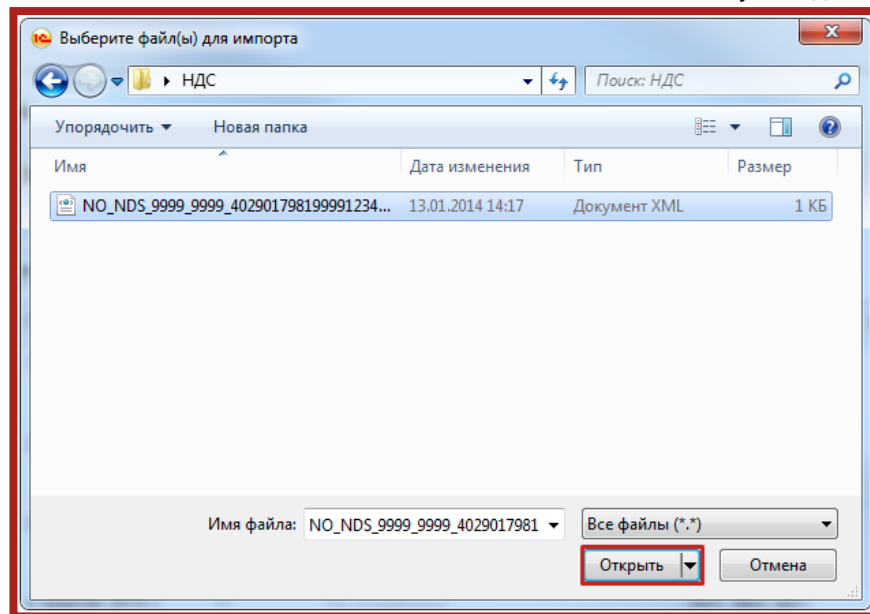 Выберите файл(ы) для импорта
НДС
Поиск: НДС
Упорядочить
Новая папка
Имя
Дата изменения
Тип
Размер
NO_NDS_9999_9999_402901798199991234...
13.01.2014 14:17
Документ XML
1 КБ
Имя файла:
NO_NDS_9999_9999_4029017981
Все файлы (*.*)
Открыть
Отмена